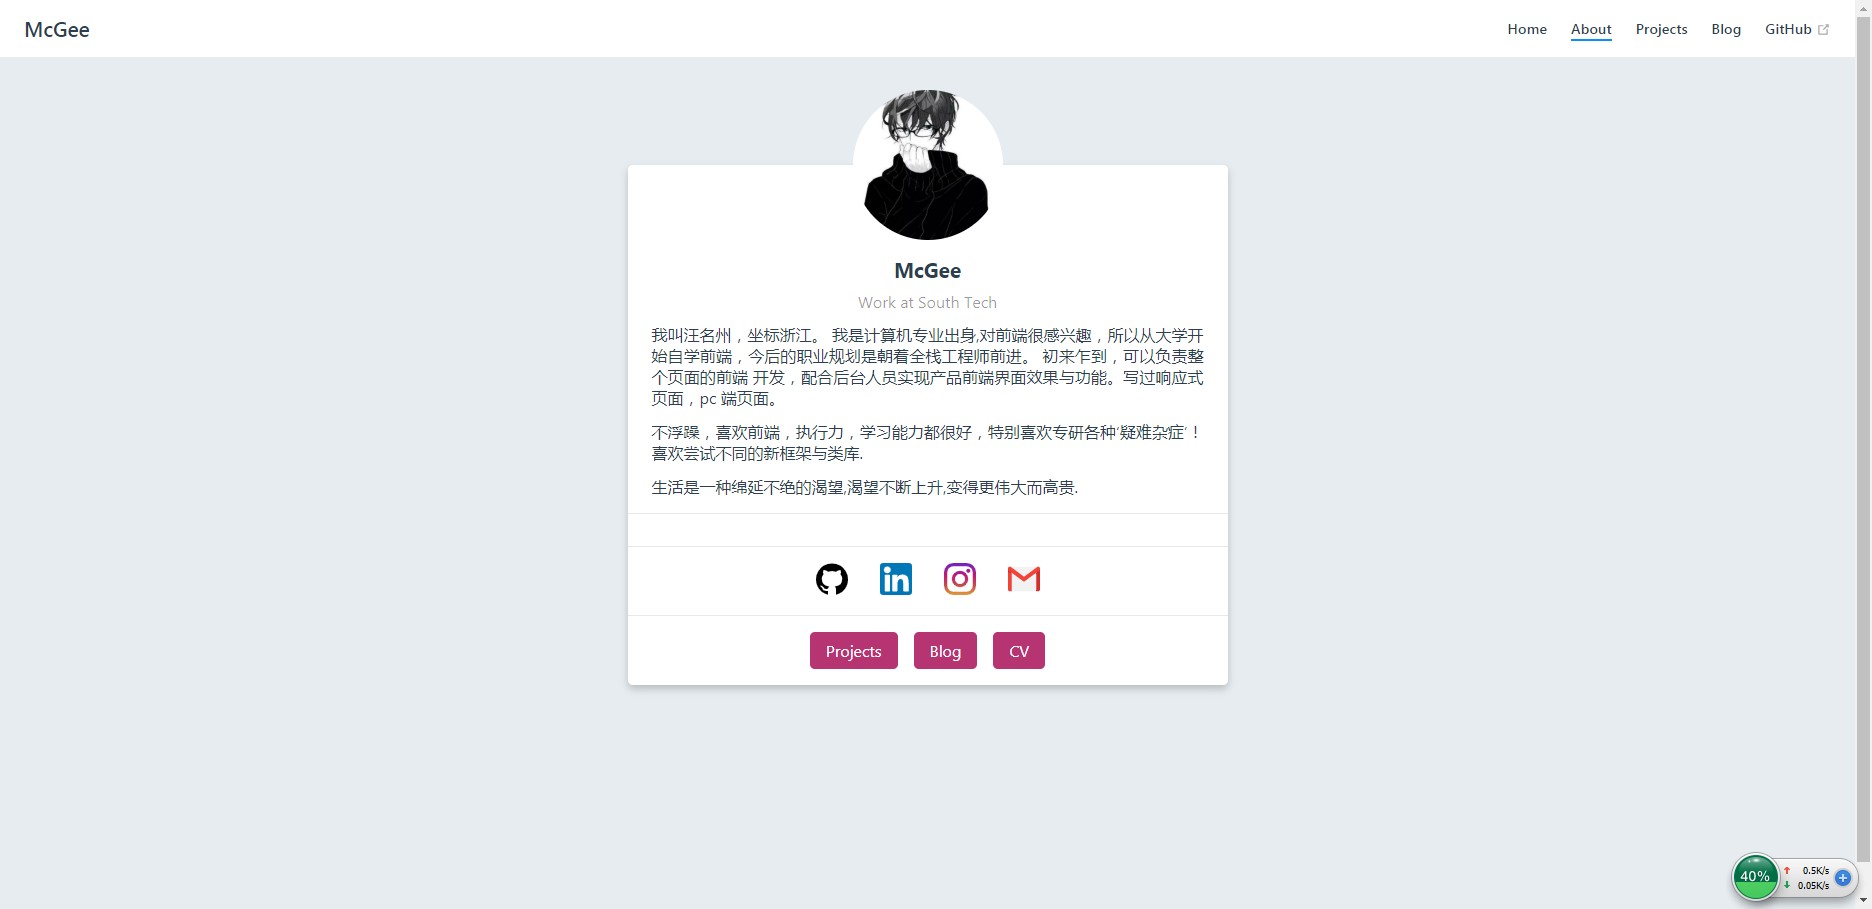 McGee
Home About Projects Blog GitHub
McGee
Work at South Tech
我叫汪名州，坐标浙江。 我是计算机专业出身,对前端很感兴趣，所以从大学开
始自学前端，今后的职业规划是朝着全栈工程师前进。 初来乍到，可以负责整
个页面的前端 开发，配合后台人员实现产品前端界面效果与功能。写过响应式
页面，pc 端页面。
不浮躁，喜欢前端，执行力，学习能力都很好，特别喜欢专研各种‘疑难杂症’！
喜欢尝试不同的新框架与类库.
生活是一种绵延不绝的渴望,渴望不断上升,变得更伟大而高贵.
in
Projects Blog CV
40%
0.5K/s
0.05K/s